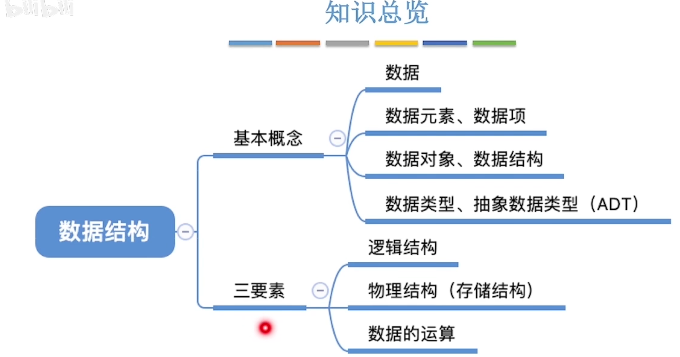 bilibili
知识总览
数据
数据元素、数据项
基本概念
数据对象、数据结构
数据类型、抽象数据类型（ADT）
数据结构
逻辑结构
三要素
物理结构（存储结构）
数据的运算